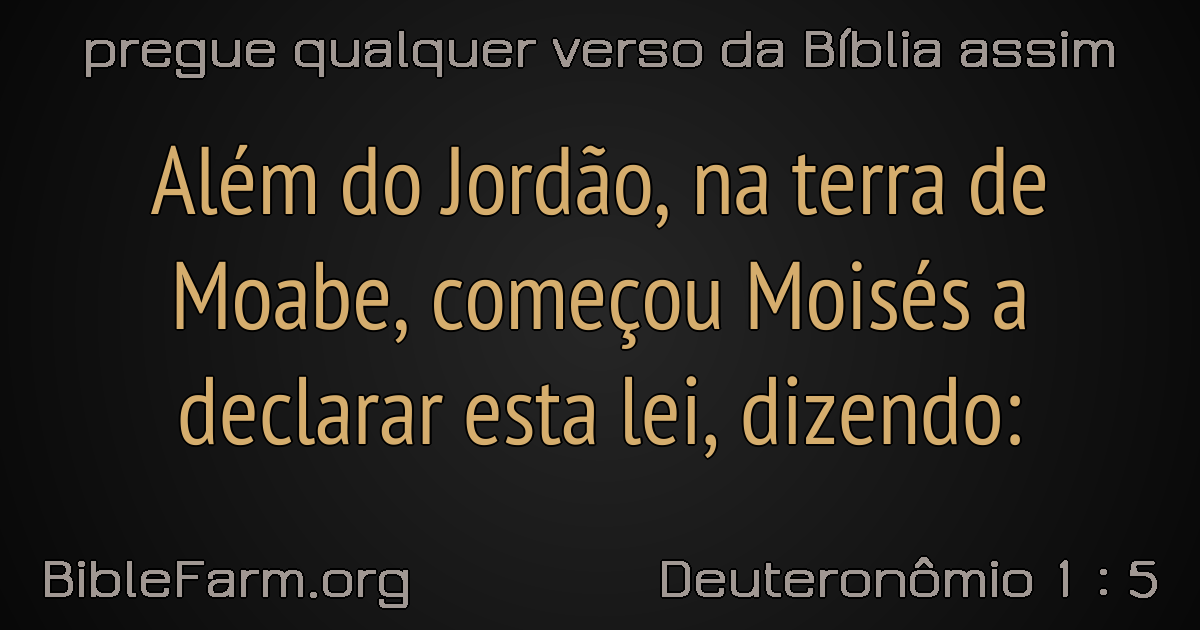 pregue qualquer verso da Bíblia assim
Além do Jordão, na terra de
Moabe, começou Moisés a
declarar esta lei, dizendo:
BibleFarm.org
Deuteronômio 1 : 5